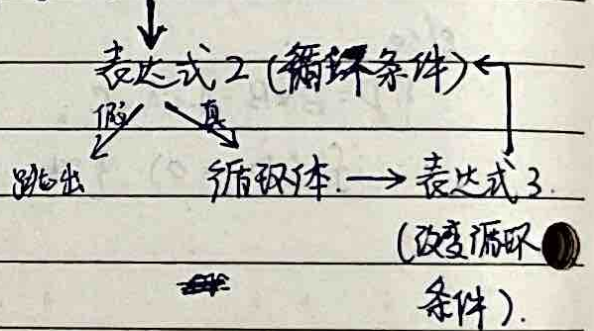 表达式2(循环条件)
假 真
跳出 循环体. → 表达式3.
(改变循环
条件).